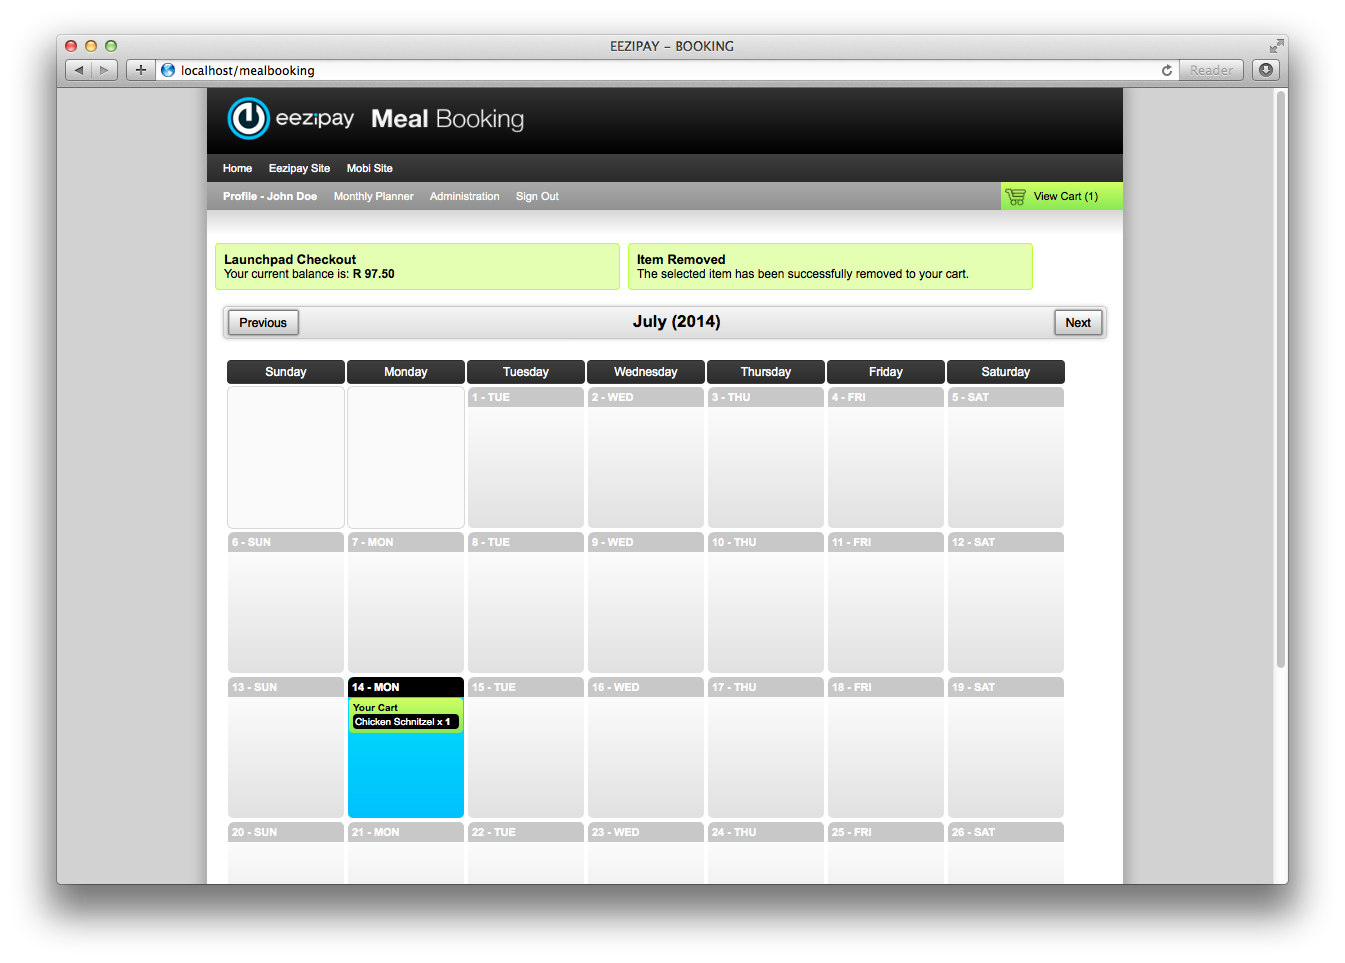 EEZIPAY – BOOKING
localhost/mealbooking
Reader
eezipay Meal Booking
Home Eezipay Site Mobi Site
Profile - John Doe Monthly Planner Administration Sign Out View Cart (1)
Launchpad Checkout
Your current balance is: R 97.50
Item Removed
The selected item has been successfully removed to your cart.
Previous July (2014) Next
Sunday Monday Tuesday Wednesday Thursday Friday Saturday
1 - TUE 2 - WED 3 - THU 4 - FRI 5 - SAT
6 - SUN 7 - MON 8 - TUE 9 - WED 10 - THU 11 - FRI 12 - SAT
13 - SUN 14 - MON 15 - TUE 16 - WED 17 - THU 18 - FRI 19 - SAT
Your Cart
Chicken Schnitzel x 1
20 - SUN 21 - MON 22 - TUE 23 - WED 24 - THU 25 - FRI 26 - SAT